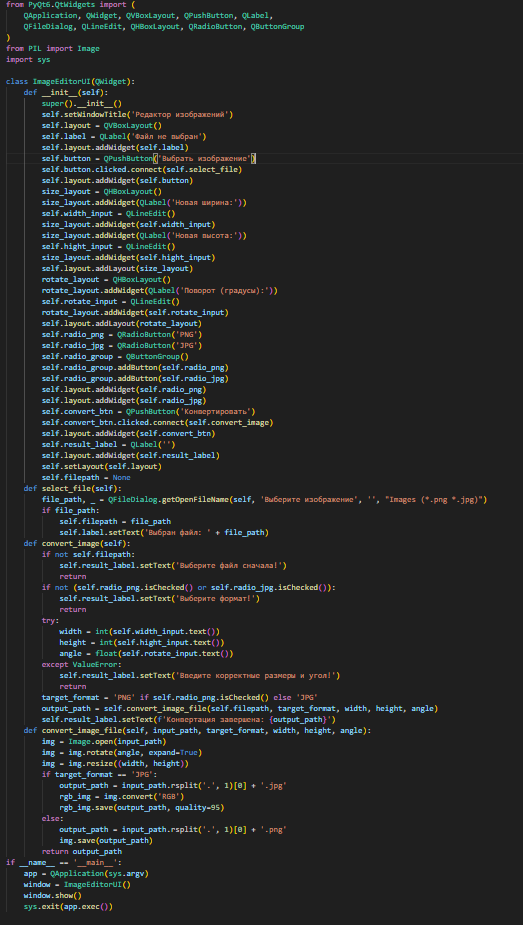 from PyQt6.QtWidgets import (
    QApplication, QWidget, QVBoxLayout, QPushButton, QLabel,
    QFileDialog, QLineEdit, QHBoxLayout, QRadioButton, QButtonGroup
)
from PIL import Image
import sys

class ImageEditorUI(QWidget):
    def __init__(self):
        super().__init__()
        self.setWindowTitle('Редактор изображений')
        self.layout = QVBoxLayout()
        self.label = QLabel('Файл не выбран')
        self.layout.addWidget(self.label)
        self.button = QPushButton('Выбрать изображение')
        self.button.clicked.connect(self.select_file)
        self.layout.addWidget(self.button)
        size_layout = QHBoxLayout()
        size_layout.addWidget(QLabel('Новая ширина:'))
        self.width_input = QLineEdit()
        size_layout.addWidget(self.width_input)
        size_layout.addWidget(QLabel('Новая высота:'))
        self.hight_input = QLineEdit()
        size_layout.addWidget(self.hight_input)
        self.layout.addLayout(size_layout)
        rotate_layout = QHBoxLayout()
        rotate_layout.addWidget(QLabel('Поворот (градусы):'))
        self.rotate_input = QLineEdit()
        rotate_layout.addWidget(self.rotate_input)
        self.layout.addLayout(rotate_layout)
        self.radio_png = QRadioButton('PNG')
        self.radio_jpg = QRadioButton('JPG')
        self.radio_group = QButtonGroup()
        self.radio_group.addButton(self.radio_png)
        self.radio_group.addButton(self.radio_jpg)
        self.layout.addWidget(self.radio_png)
        self.layout.addWidget(self.radio_jpg)
        self.convert_btn = QPushButton('Конвертировать')
        self.convert_btn.clicked.connect(self.convert_image)
        self.layout.addWidget(self.convert_btn)
        self.result_label = QLabel('')
        self.layout.addWidget(self.result_label)
        self.setLayout(self.layout)
        self.filepath = None
    def select_file(self):
        file_path, _ = QFileDialog.getOpenFileName(self, 'Выберите изображение', '', "Images (*.png *.jpg)")
        if file_path:
            self.filepath = file_path
            self.label.setText('Выбран файл: ' + file_path)
    def convert_image(self):
        if not self.filepath:
            self.result_label.setText('Выберите файл сначала!')
            return
        if not (self.radio_png.isChecked() or self.radio_jpg.isChecked()):
            self.result_label.setText('Выберите формат!')
            return
        try:
            width = int(self.width_input.text())
            height = int(self.hight_input.text())
            angle = float(self.rotate_input.text())
        except ValueError:
            self.result_label.setText('Введите корректные размеры и угол!')
            return
        target_format = 'PNG' if self.radio_png.isChecked() else 'JPG'
        output_path = self.convert_image_file(self.filepath, target_format, width, height, angle)
        self.result_label.setText(f'Конвертация завершена: {output_path}')
    def convert_image_file(self, input_path, target_format, width, height, angle):
        img = Image.open(input_path)
        img = img.rotate(angle, expand=True)
        img = img.resize((width, height))
        if target_format == 'JPG':
            output_path = input_path.rsplit('.', 1)[0] + '.jpg'
            rgb_img = img.convert('RGB')
            rgb_img.save(output_path, quality=95)
        else:
            output_path = input_path.rsplit('.', 1)[0] + '.png'
            img.save(output_path)
        return output_path
if __name__ == '__main__':
    app = QApplication(sys.argv)
    window = ImageEditorUI()
    window.show()
    sys.exit(app.exec())